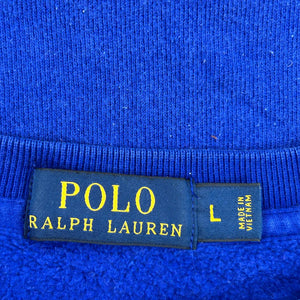 POLO
RALPH LAUREN
L
MADE IN
VIETNAM